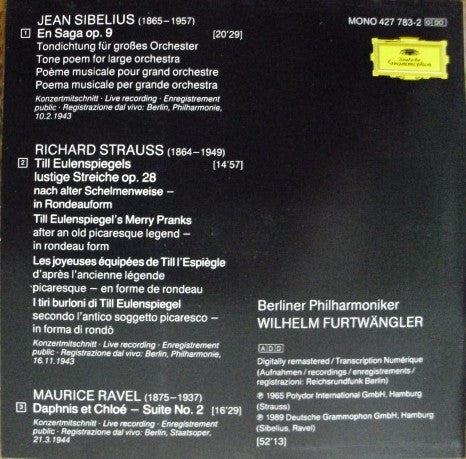 JEAN SIBELIUS (1865-1957)
MONO 427 783-2 GDO
1 En Saga op. 9 [20'29]
Tondichtung für großes Orchester
Tone poem for large orchestra
Poème musicale pour grand orchestre
Poema musicale per grande orchestra
Konzertmitschnitt · Live recording · Enregistrement
public · Registrazione dal vivo: Berlin, Philharmonie,
10.2.1943
Deutsche
Grammophon
RICHARD STRAUSS (1864-1949)
2 Till Eulenspiegels [14'57]
lustige Streiche op. 28
nach alter Schelmenweise –
in Rondeauform
Till Eulenspiegel's Merry Pranks
after an old picaresque legend –
in rondeau form
Les joyeuses équipées de Till l'Espiègle
d'après l'ancienne légende
picaresque – en forme de rondeau
I tiri burloni di Till Eulenspiegel
secondo l'antico soggetto picaresco –
in forma di rondò
Konzertmitschnitt · Live recording · Enregistrement
public · Registrazione dal vivo: Berlin, Philharmonie,
16.11.1943
MAURICE RAVEL (1875-1937)
3 Daphnis et Chloé – Suite No. 2 [16'29]
Konzertmitschnitt · Live recording · Enregistrement
public · Registrazione dal vivo: Berlin, Staatsoper,
21.3.1944
Berliner Philharmoniker
WILHELM FURTWÄNGLER
ADD
Digitally remastered / Transcription Numérique
(Aufnahmen / recordings / enregistrements /
registrazioni: Reichsrundfunk Berlin)
℗ 1965 Polydor International GmbH, Hamburg
(Strauss)
℗ 1989 Deutsche Grammophon GmbH, Hamburg
(Sibelius, Ravel)
[52'13]